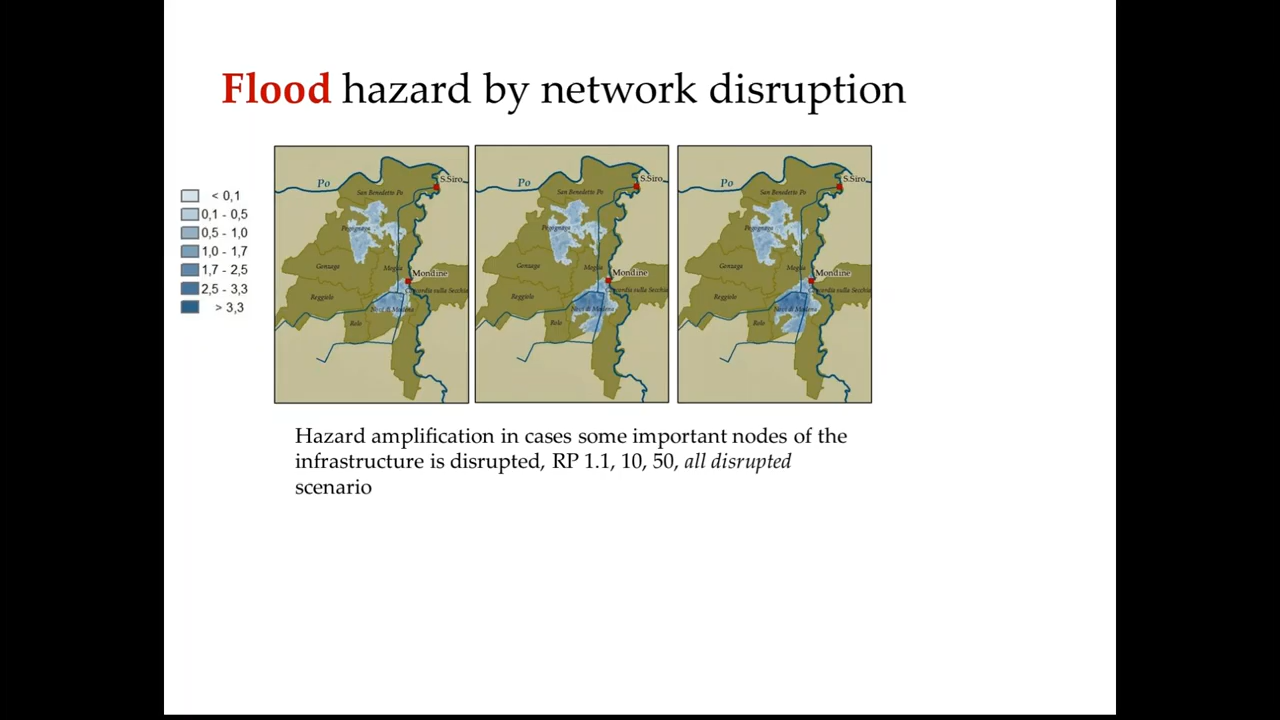 Flood hazard by network disruption
< 0,1
0,1 - 0,5
0,5 - 1,0
1,0 - 1,7
1,7 - 2,5
2,5 - 3,3
> 3,3
Po
S.Siro
San Benedetto Po
Pegognaga
Gonzaga
Moglia
Mondine
Concordia sulla Secchia
Reggiolo
Novi di Modena
Rolo
Po
S.Siro
San Benedetto Po
Pegognaga
Gonzaga
Moglia
Mondine
Concordia sulla Secchia
Reggiolo
Novi di Modena
Rolo
Po
S.Siro
San Benedetto Po
Pegognaga
Gonzaga
Moglia
Mondine
Concordia sulla Secchia
Reggiolo
Novi di Modena
Rolo
Hazard amplification in cases some important nodes of the
infrastructure is disrupted, RP 1.1, 10, 50, all disrupted
scenario